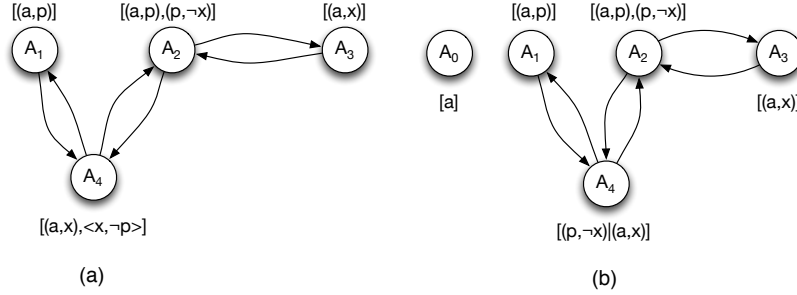 [(a,p)] [(a,p),(p,¬x)] [(a,x)] [(a,p)] [(a,p),(p,¬x)]
A1 A2 A3 A0 A1 A2 A3
[a] [(a,x)]
A4 A4
[(a,x),<x,¬p>] [(p,¬x)|(a,x)]
(a) (b)